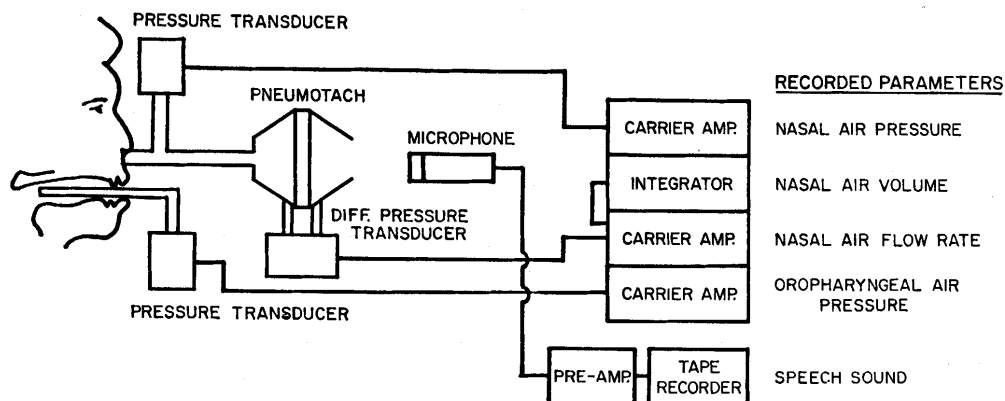 PRESSURE TRANSDUCER
RECORDED PARAMETERS
PNEUMOTACH
MICROPHONE
CARRIER AMP.
NASAL AIR PRESSURE
INTEGRATOR
NASAL AIR VOLUME
DIFF. PRESSURE
TRANSDUCER
CARRIER AMP.
NASAL AIR FLOW RATE
CARRIER AMP.
OROPHARYNGEAL AIR
PRESSURE
PRESSURE TRANSDUCER
PRE-AMP.
TAPE
RECORDER
SPEECH SOUND